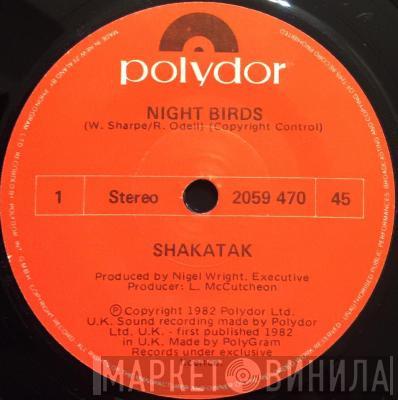 polydor
NIGHT BIRDS
(W. Sharpe/R. Odell) (Copyright Control)
1 Stereo 2059 470 45
SHAKATAK
Produced by Nigel Wright. Executive
Producer: L. McCutcheon
Ⓟ Copyright 1982 Polydor Ltd.
U.K. Sound recording made by Polydor
Ltd. U.K. - first published 1982
in U.K. Made by PolyGram
Records under exclusive
МАРКЕТ ВИНИЛА